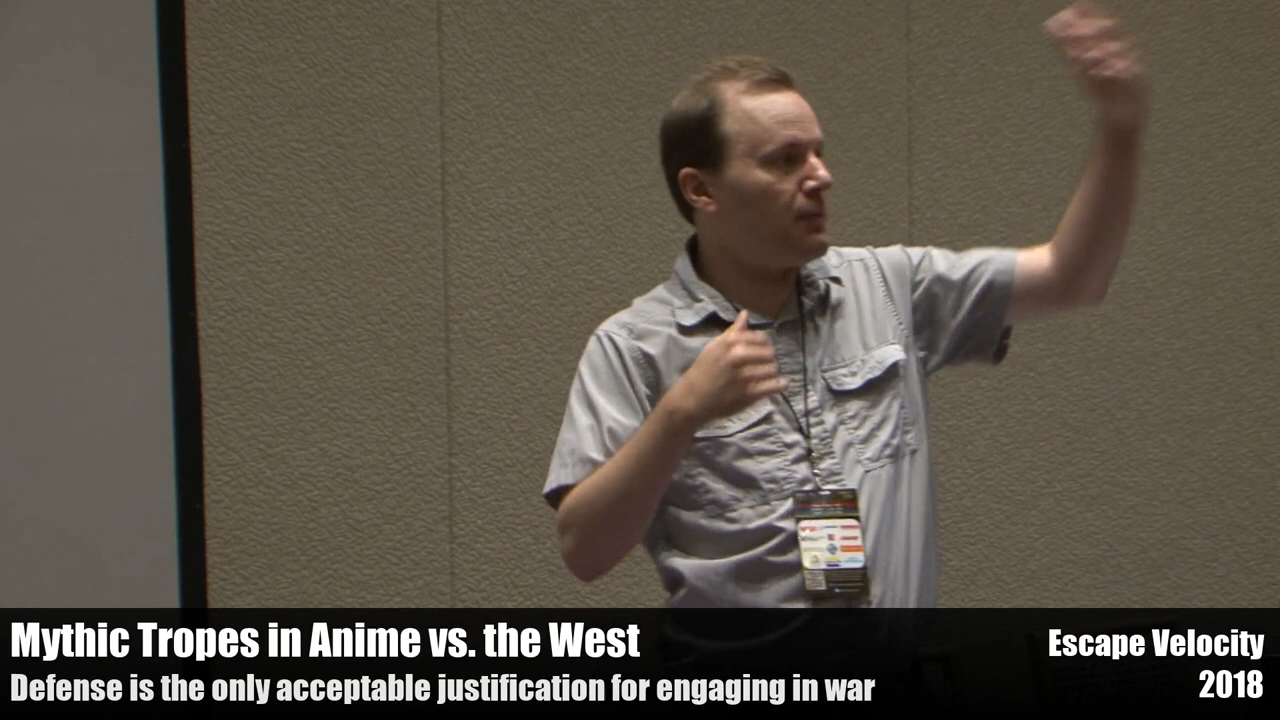 Mythic Tropes in Anime vs. the West
Defense is the only acceptable justification for engaging in war
Escape Velocity
2018